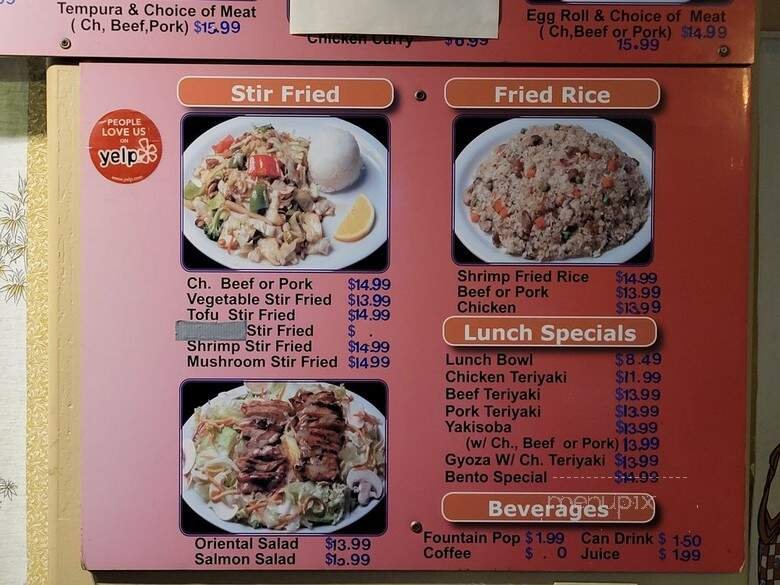 Tempura & Choice of Meat
( Ch, Beef,Pork) $15.99
Chicken Curry
Egg Roll & Choice of Meat
( Ch,Beef or Pork) $14.99
15.99
PEOPLE
LOVE US
ON
yelp
www.yelp.com
Stir Fried
Ch. Beef or Pork $14.99
Vegetable Stir Fried $13.99
Tofu Stir Fried $14.99
Stir Fried $ .
Shrimp Stir Fried $14.99
Mushroom Stir Fried $14.99
Oriental Salad $13.99
Salmon Salad
Fried Rice
Shrimp Fried Rice $14.99
Beef or Pork $13.99
Chicken $13.99
Lunch Specials
Lunch Bowl $8.49
Chicken Teriyaki $11.99
Beef Teriyaki $13.99
Pork Teriyaki $13.99
Yakisoba $13.99
(w/ Ch., Beef or Pork) 13.99
Gyoza W/ Ch. Teriyaki $13.99
Bento Special
menupix
Beverages
Fountain Pop $1.99 Can Drink $1.50
Coffee $ . 0 Juice $1.99